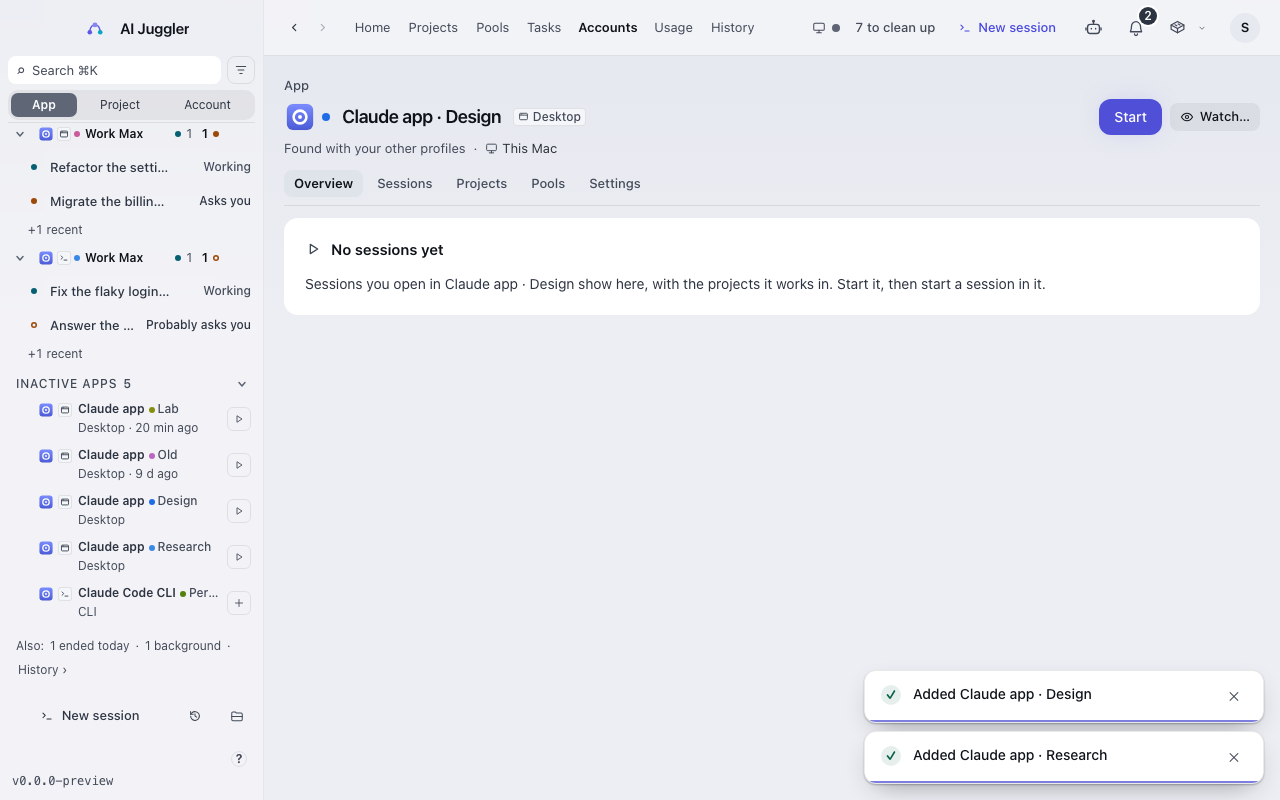 AI Juggler
Search ⌘K
App Project Account
Work Max 1 1
Refactor the setti... Working
Migrate the billin... Asks you
+1 recent
Work Max 1 1
Fix the flaky login... Working
Answer the ... Probably asks you
+1 recent
INACTIVE APPS 5
Claude app Lab
Desktop · 20 min ago
Claude app Old
Desktop · 9 d ago
Claude app Design
Desktop
Claude app Research
Desktop
Claude Code CLI Per...
CLI
Also: 1 ended today · 1 background ·
History ›
New session
?
v0.0.0-preview
Home Projects Pools Tasks Accounts Usage History 7 to clean up New session 2 S
App
Claude app · Design Desktop Start Watch...
Found with your other profiles · This Mac
Overview Sessions Projects Pools Settings
No sessions yet
Sessions you open in Claude app · Design show here, with the projects it works in. Start it, then start a session in it.
Added Claude app · Design
Added Claude app · Research